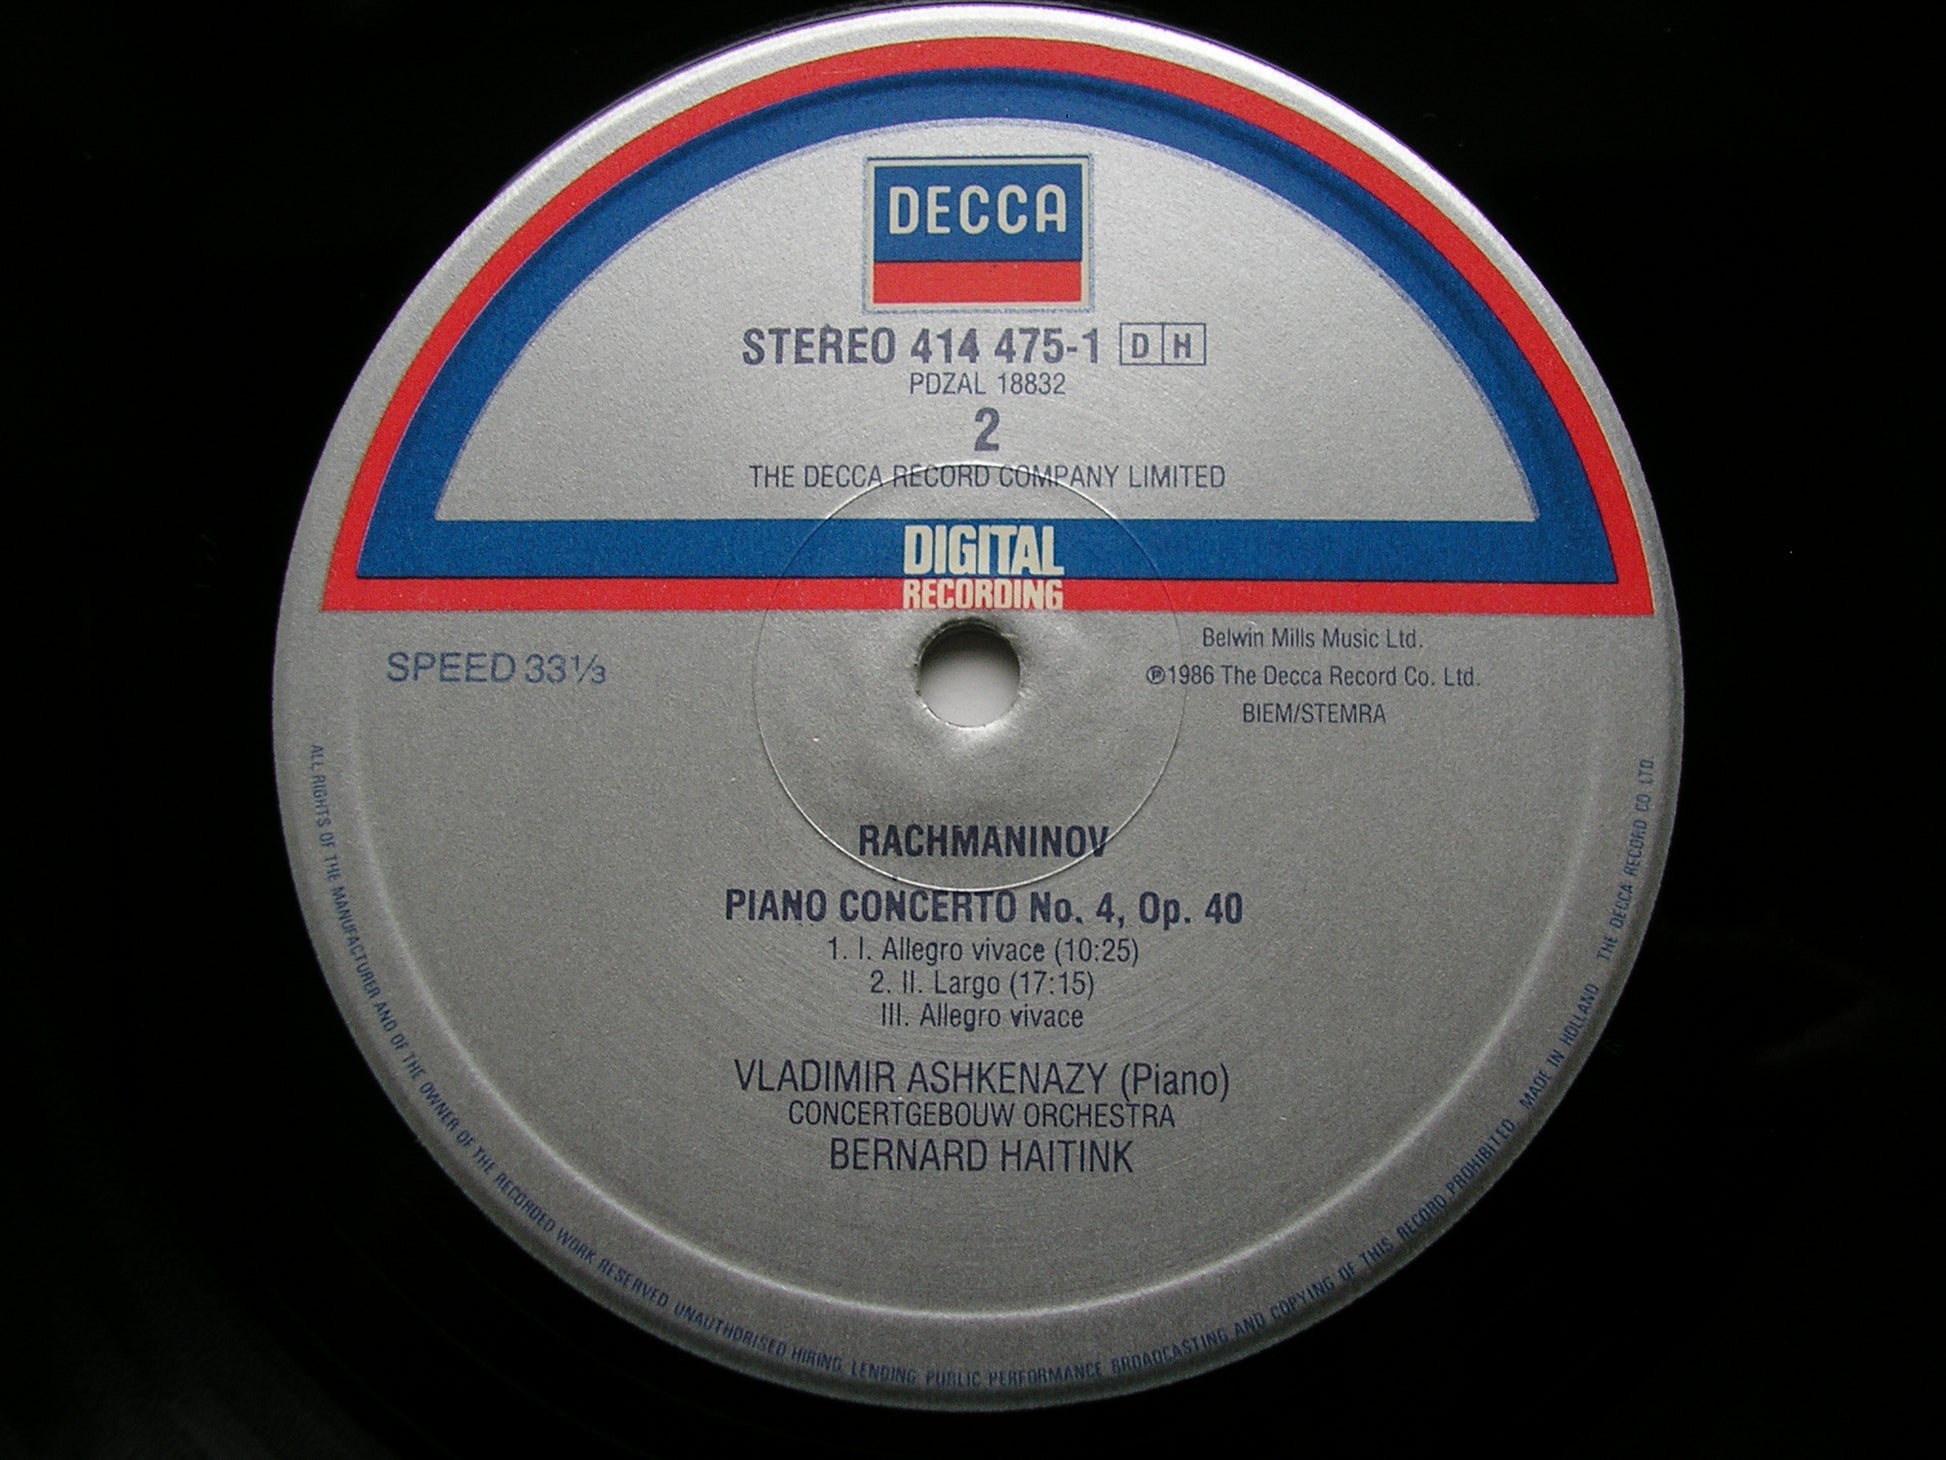 DECCA
STEREO 414 475-1 DH
PDZAL 18832
2
THE DECCA RECORD COMPANY LIMITED
DIGITAL
RECORDING
SPEED 33⅓
Belwin Mills Music Ltd.
℗1986 The Decca Record Co. Ltd.
BIEM/STEMRA
RACHMANINOV
PIANO CONCERTO No. 4, Op. 40
1. I. Allegro vivace (10:25)
2. II. Largo (17:15)
III. Allegro vivace
VLADIMIR ASHKENAZY (Piano)
CONCERTGEBOUW ORCHESTRA
BERNARD HAITINK
ALL RIGHTS OF THE MANUFACTURER AND OF THE OWNER OF THE RECORDED WORK RESERVED UNAUTHORISED HIRING, LENDING, PUBLIC PERFORMANCE, BROADCASTING AND COPYING OF THIS RECORD PROHIBITED MADE IN HOLLAND THE DECCA RECORD CO. LTD.